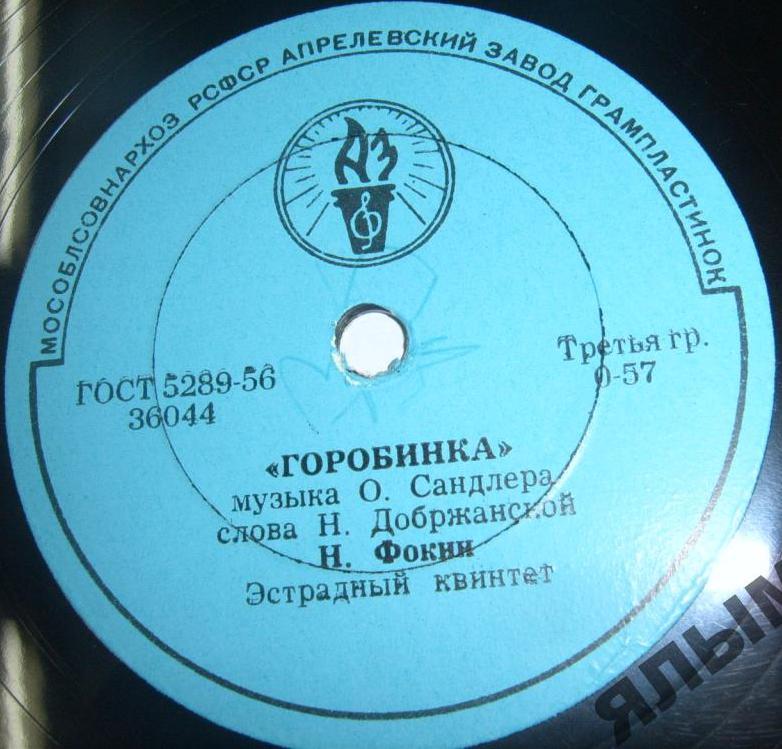 МОСОБЛСОВНАРХОЗ РСФСР АПРЕЛЕВСКИЙ ЗАВОД ГРАМПЛАСТИНОК
АЗ
ГОСТ 5289-56
36044
Третья гр.
0-57
«ГОРОБИНКА»
музыка О. Сандлера
слова Н. Добржанской
Н. Фокин
Эстрадный квинтет